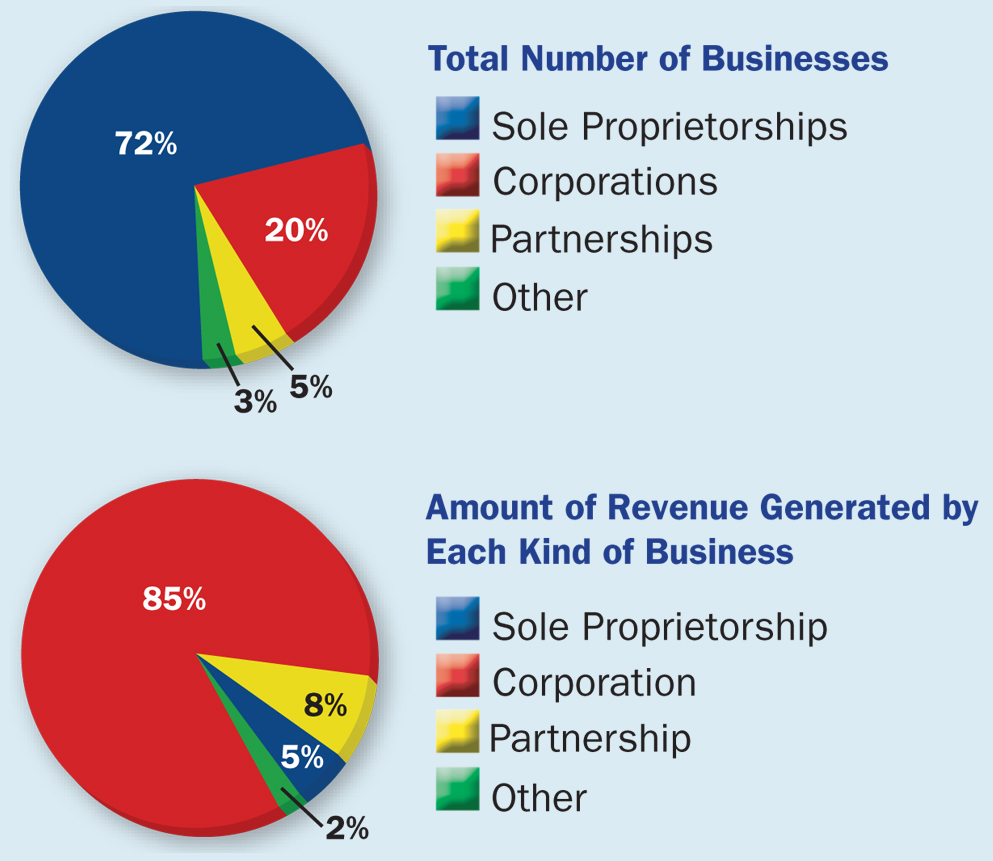 Total Number of Businesses
72%
Sole Proprietorships
Corporations
20%
Partnerships
Other
5%
3%
Amount of Revenue Generated by
Each Kind of Business
85%
Sole Proprietorship
Corporation
8%
Partnership
5%
Other
2%